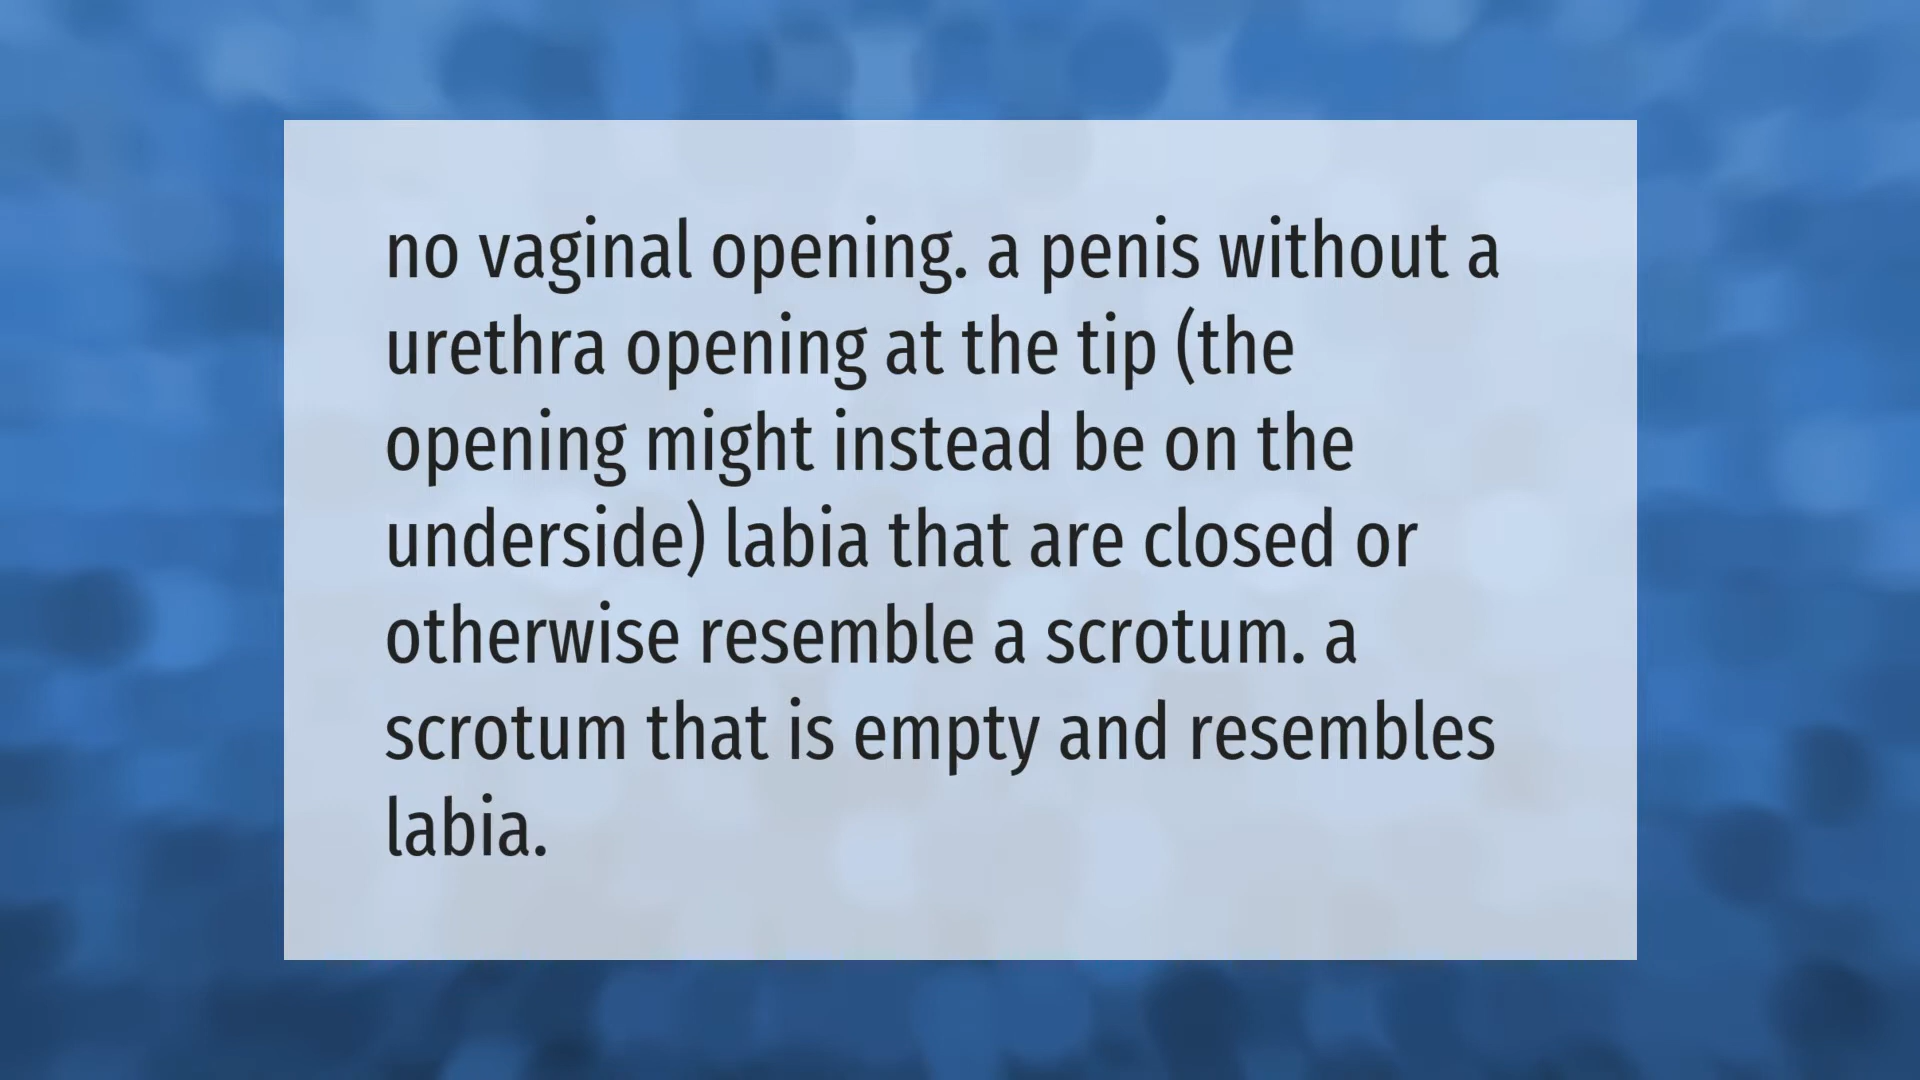 no vaginal opening. a penis without a
urethra opening at the tip (the
opening might instead be on the
underside) labia that are closed or
otherwise resemble a scrotum. a
scrotum that is empty and resembles
labia.